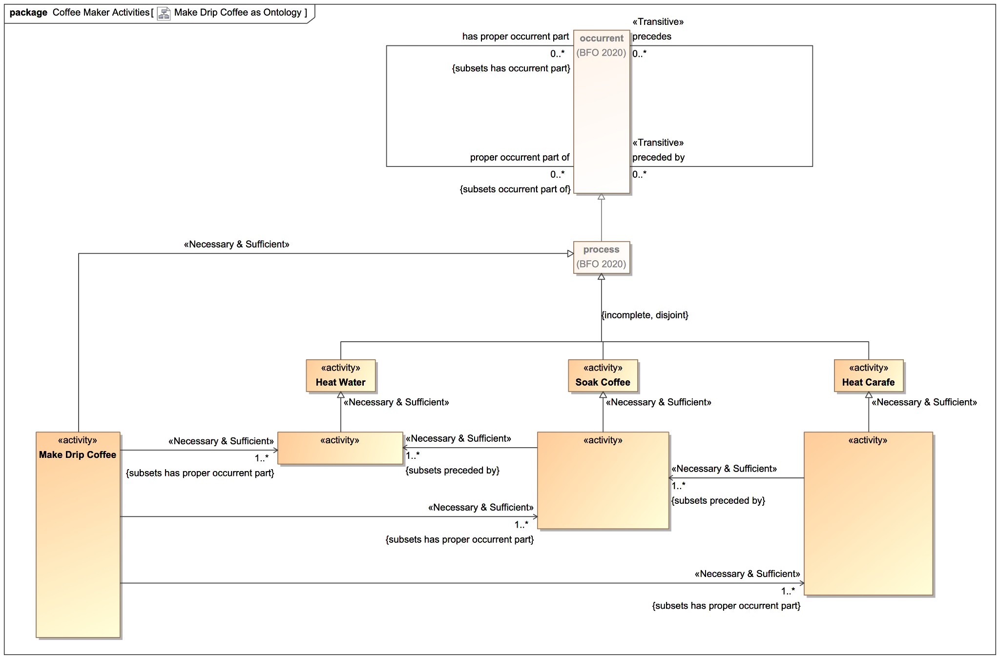 package Coffee Maker Activities[ Make Drip Coffee as Ontology ]
«Transitive»
has proper occurrent part
occurrent
precedes
0..*
(BFO 2020)
0..*
{subsets has occurrent part}
«Transitive»
proper occurrent part of
preceded by
0..*
0..*
{subsets occurrent part of}
«Necessary & Sufficient»
process
(BFO 2020)
{incomplete, disjoint}
«activity»
Heat Water
«activity»
Soak Coffee
«activity»
Heat Carafe
«Necessary & Sufficient»
«Necessary & Sufficient»
«Necessary & Sufficient»
«activity»
Make Drip Coffee
«Necessary & Sufficient»
1..*
{subsets has proper occurrent part}
«activity»
«Necessary & Sufficient»
1..*
{subsets preceded by}
«activity»
«Necessary & Sufficient»
1..*
{subsets preceded by}
«activity»
«Necessary & Sufficient»
1..*
{subsets has proper occurrent part}
«Necessary & Sufficient»
1..*
{subsets has proper occurrent part}